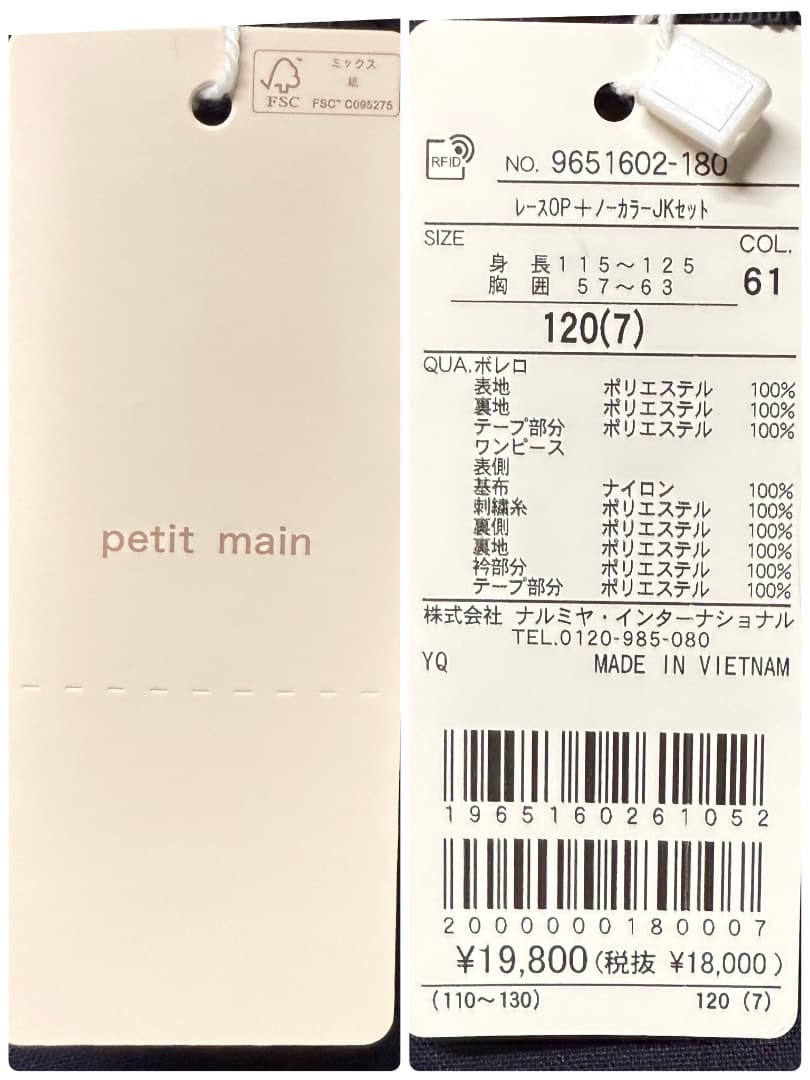 ミックス
紙
FSC
FSC™ C095275
petit main
RFID
NO. 9651602-180
レースOP＋ノーカラーJKセット
SIZE
COL.
身 長 115～125
胸 囲 57～63
61
120(7)
QUA.ボレロ
表地 ポリエステル 100%
裏地 ポリエステル 100%
テープ部分 ポリエステル 100%
ワンピース
表側
基布 ナイロン 100%
刺繍糸 ポリエステル 100%
裏側 ポリエステル 100%
裏地 ポリエステル 100%
衿部分 ポリエステル 100%
テープ部分 ポリエステル 100%
株式会社 ナルミヤ・インターナショナル
TEL.0120-985-080
YQ MADE IN VIETNAM
1965160261052
2000000180007
¥19,800(税抜 ¥18,000)
(110～130) 120 (7)